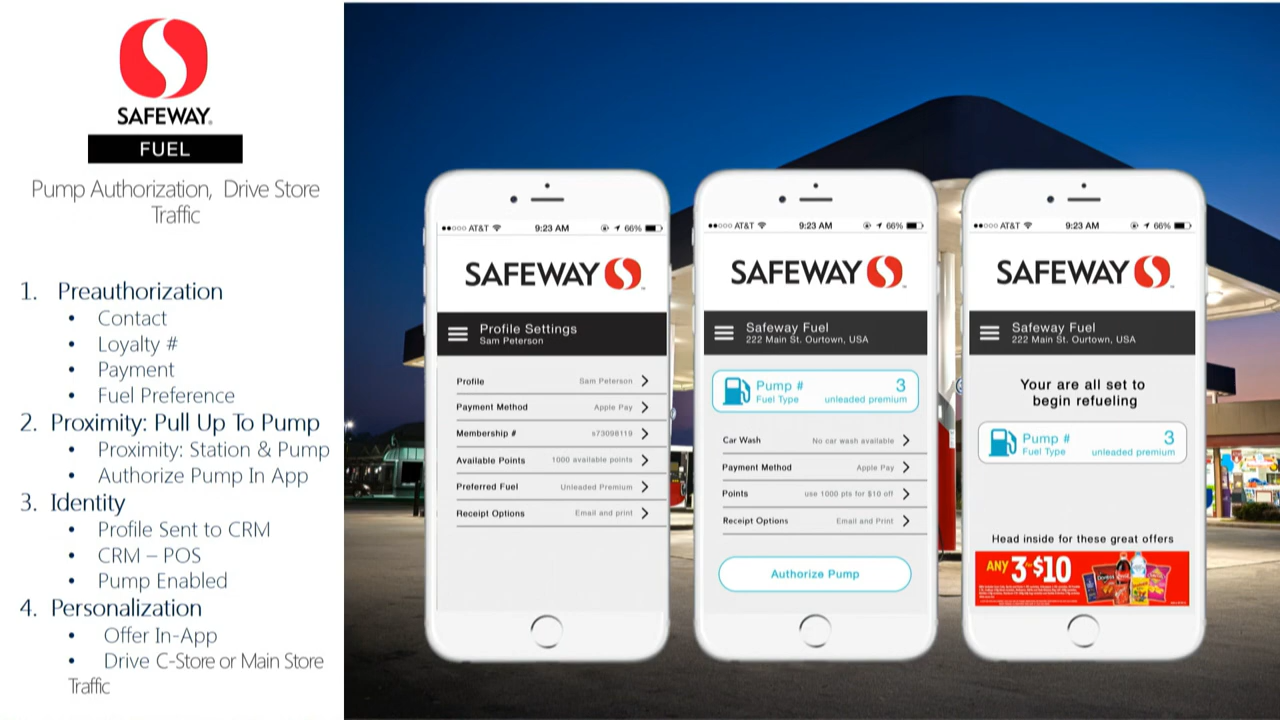 SAFEWAY
FUEL
Pump Authorization, Drive Store
Traffic
1. Preauthorization
• Contact
• Loyalty #
• Payment
• Fuel Preference
2. Proximity: Pull Up To Pump
• Proximity: Station & Pump
• Authorize Pump In App
3. Identity
• Profile Sent to CRM
• CRM – POS
• Pump Enabled
4. Personalization
• Offer In-App
• Drive C-Store or Main Store
Traffic
AT&T 9:23 AM 66%
SAFEWAY
Profile Settings
Sam Peterson
Profile Sam Peterson
Payment Method Apple Pay
Membership # s73098119
Available Points 1000 available points
Preferred Fuel Unleaded Premium
Receipt Options Email and print
AT&T 9:23 AM 66%
SAFEWAY
Safeway Fuel
222 Main St. Ourtown, USA
Pump # 3
Fuel Type unleaded premium
Car Wash No car wash available
Payment Method Apple Pay
Points use 1000 pts for $10 off
Receipt Options Email and Print
Authorize Pump
AT&T 9:23 AM 66%
SAFEWAY
Safeway Fuel
222 Main St. Ourtown, USA
Your are all set to
begin refueling
Pump # 3
Fuel Type unleaded premium
Head inside for these great offers
ANY 3 $10
Doritos